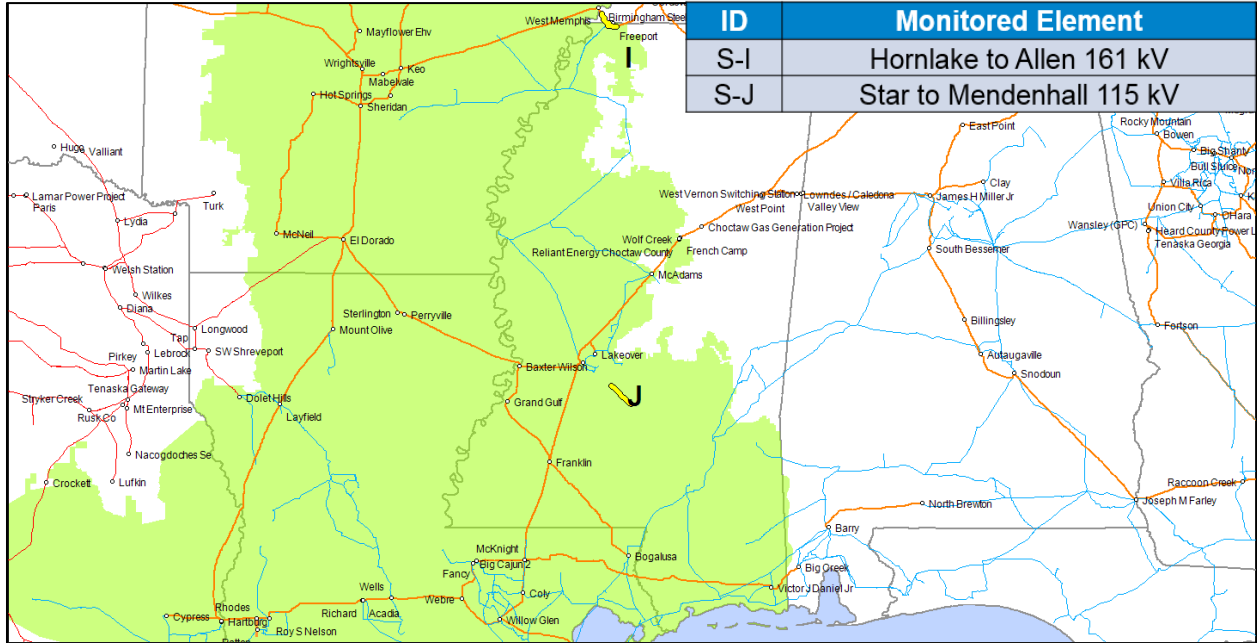 ID Monitored Element
S-I Hornlake to Allen 161 kV
S-J Star to Mendenhall 115 kV
West Memphis
Birmingham Stee
Freeport
I
Mayflower Ehv
Wrightsville
Keo
Mabelvale
Hot Springs
Sheridan
East Point
Rocky Mountain
Bowen
Hugo
Valliant
Big Shanty
Bull Sluice
Clay
Villa Rica
West Vernon Switching Station
Lowndes / Caledona
James H Miller Jr
Lamar Power Project
Paris
Turk
West Point
Valley View
Union City
O'Hara
Lydia
Choctaw Gas Generation Project
Wansley (GPC)
Heard County Power L
McNeil
El Dorado
Wolf Creek
French Camp
Tenaska Georgia
Reliant Energy Choctaw County
South Bessemer
Welsh Station
McAdams
Wilkes
Diana
Sterlington
Perryville
Billingsley
Fortson
Longwood
Mount Olive
Tap
Lebrock
SW Shreveport
Pirkey
Lakeover
Autaugaville
Martin Lake
Baxter Wilson
Snodoun
Tenaska Gateway
Stryker Creek
Mt Enterprise
Dolet Hills
J
Rusk Co
Layfield
Grand Gulf
Nacogdoches Se
Franklin
Crockett
Lufkin
Raccoon Creek
Joseph M Farley
North Brewton
Barry
McKnight
Bogalusa
Big Cajun 2
Fancy
Big Creek
Wells
Victor J Daniel Jr
Rhodes
Webre
Coly
Cypress
Hartburg
Richard
Acadia
Willow Glen
Roy S Nelson